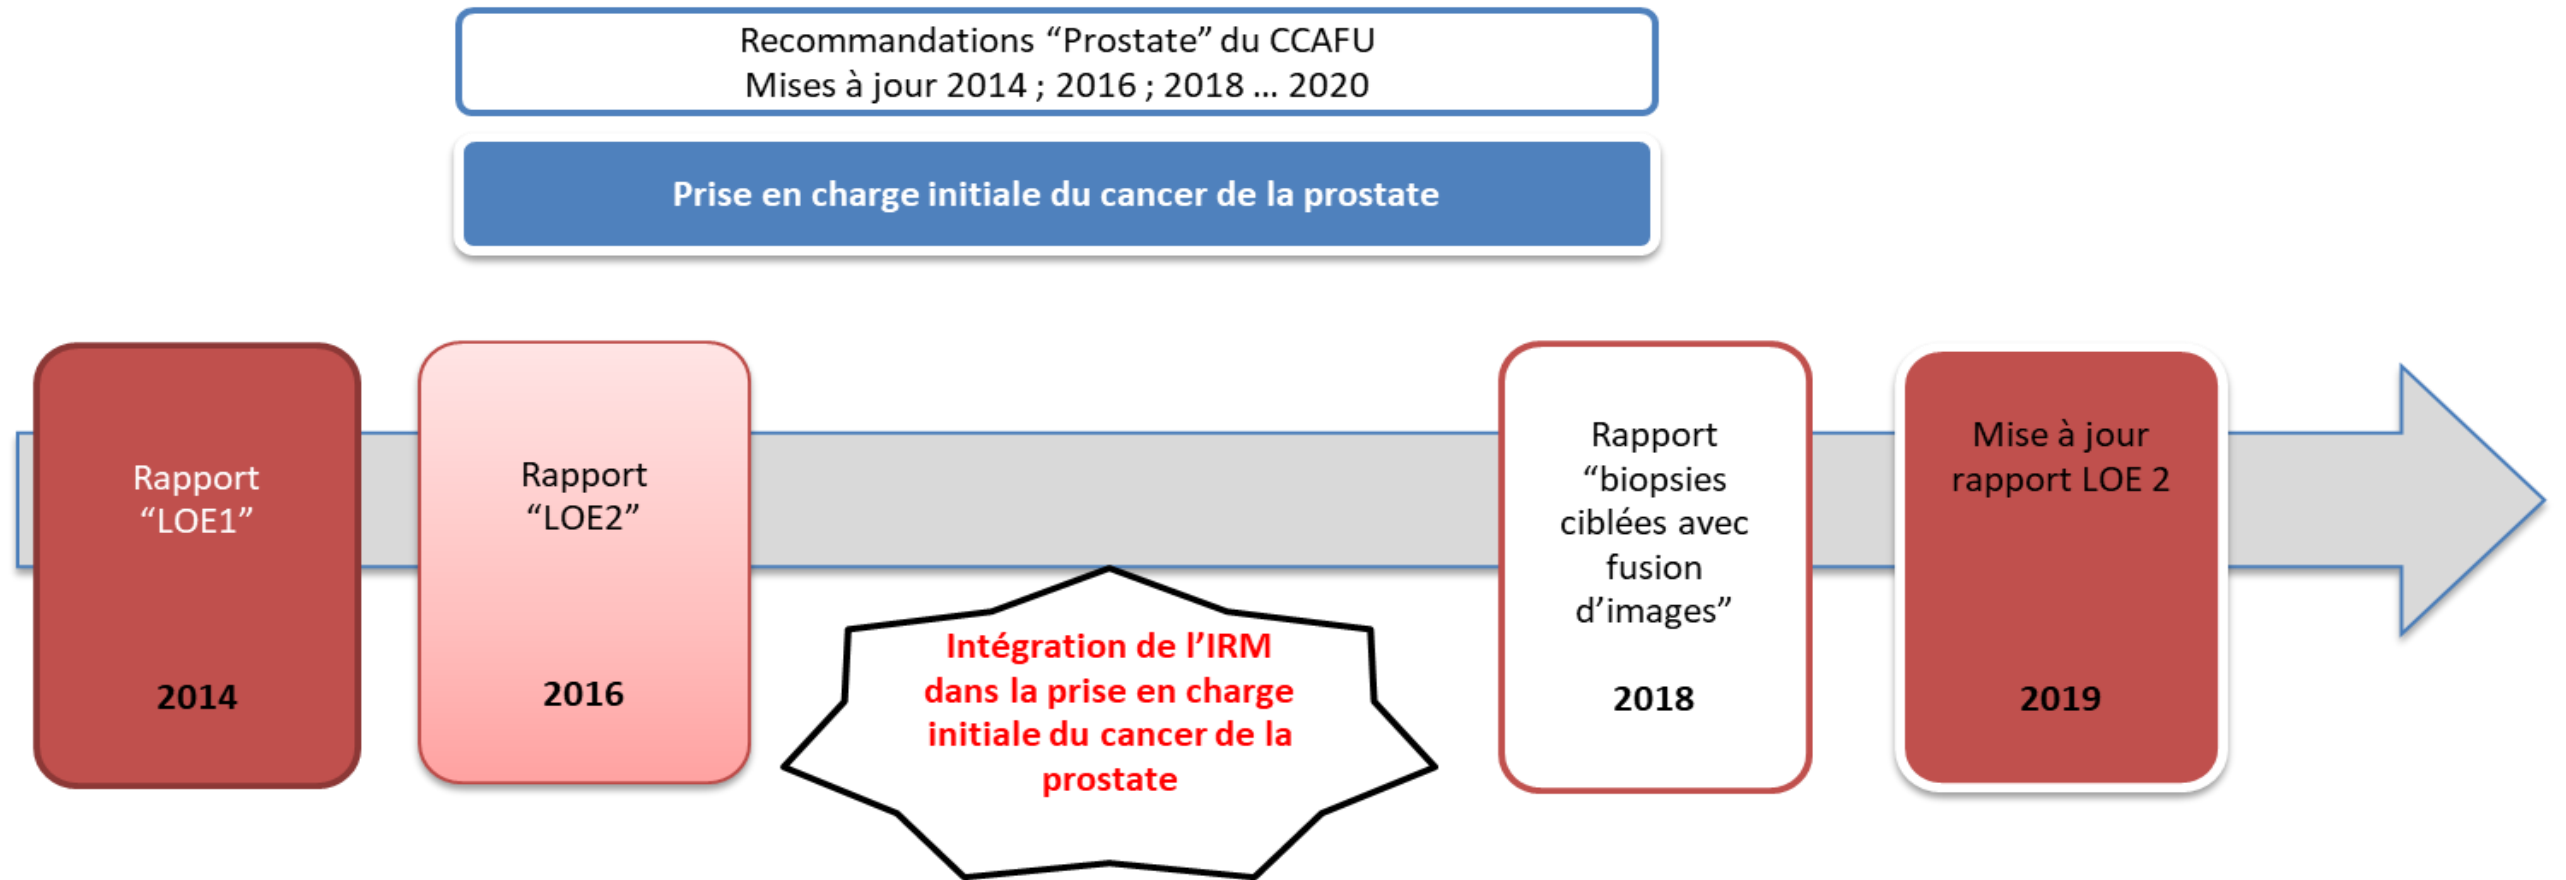 Recommandations “Prostate” du CCAFU
Mises à jour 2014 ; 2016 ; 2018 ... 2020
Prise en charge initiale du cancer de la prostate
Rapport
“LOE1”
2014
Rapport
“LOE2”
2016
Intégration de l’IRM
dans la prise en charge
initiale du cancer de la
prostate
Rapport
“biopsies
ciblées avec
fusion
d’images”
2018
Mise à jour
rapport LOE 2
2019